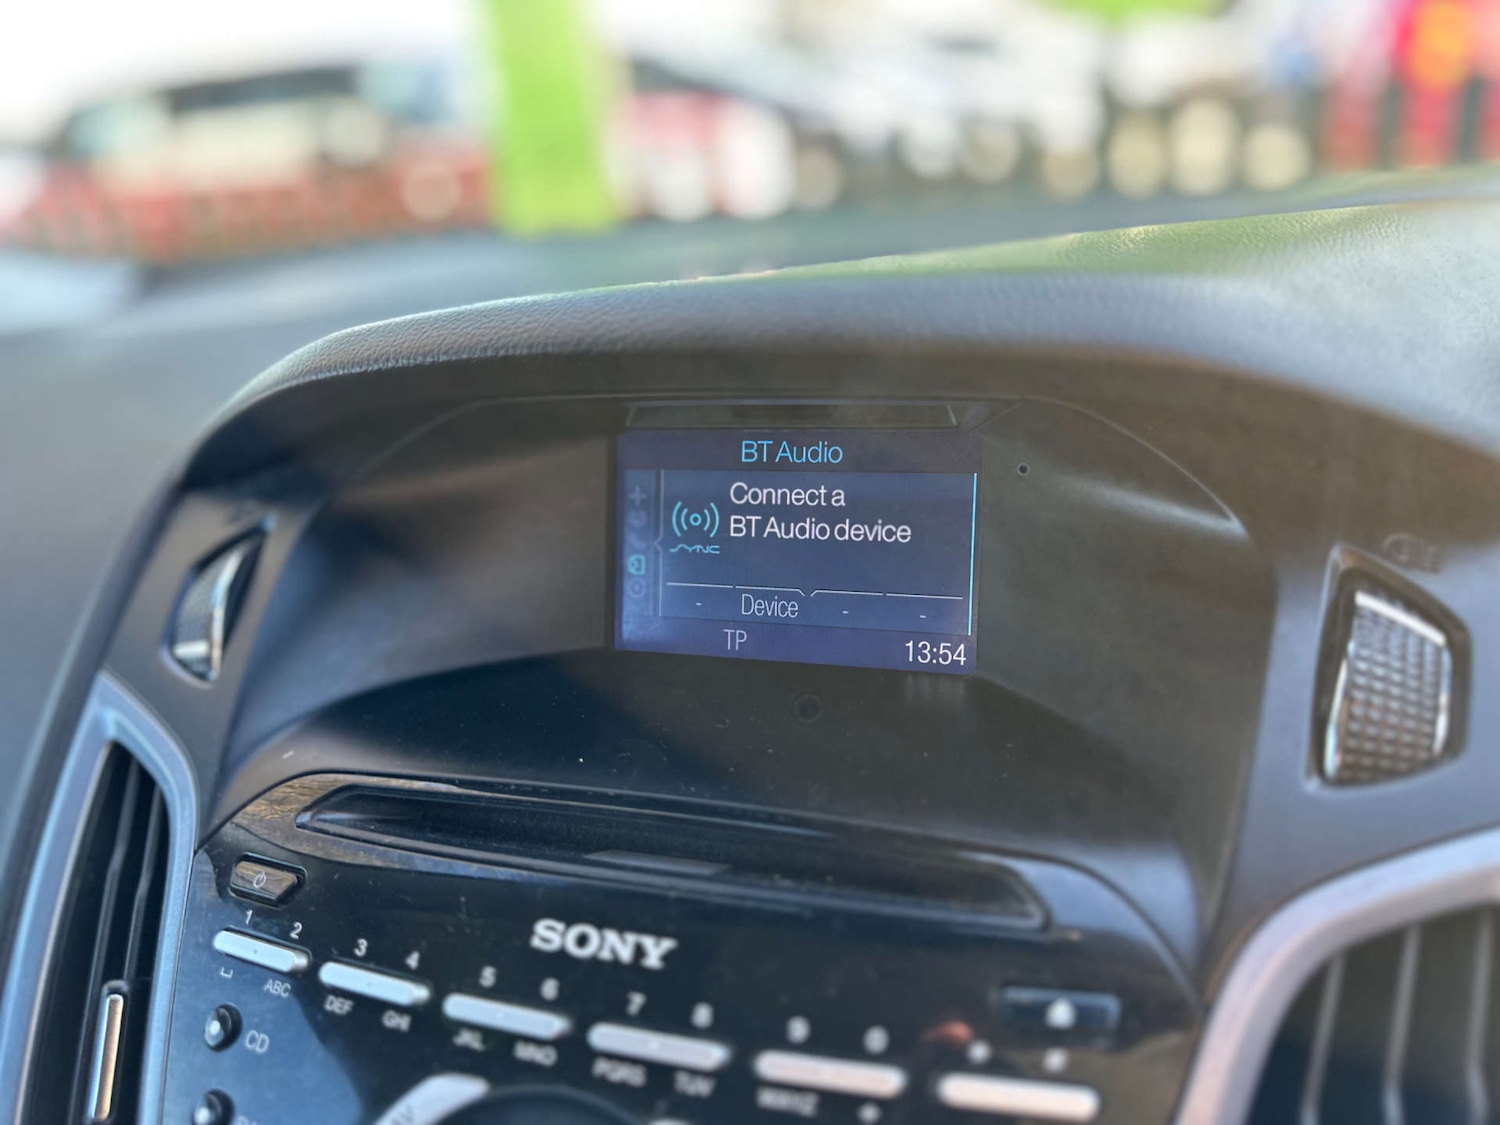 BT Audio
Connect a
BT Audio device
SYNC
- Device - -
TP 13:54
SONY
1 2 3 4 5 6 7 8 9 0 * #
ABC DEF GHI JKL MNO PQRS TUV WXYZ +
CD